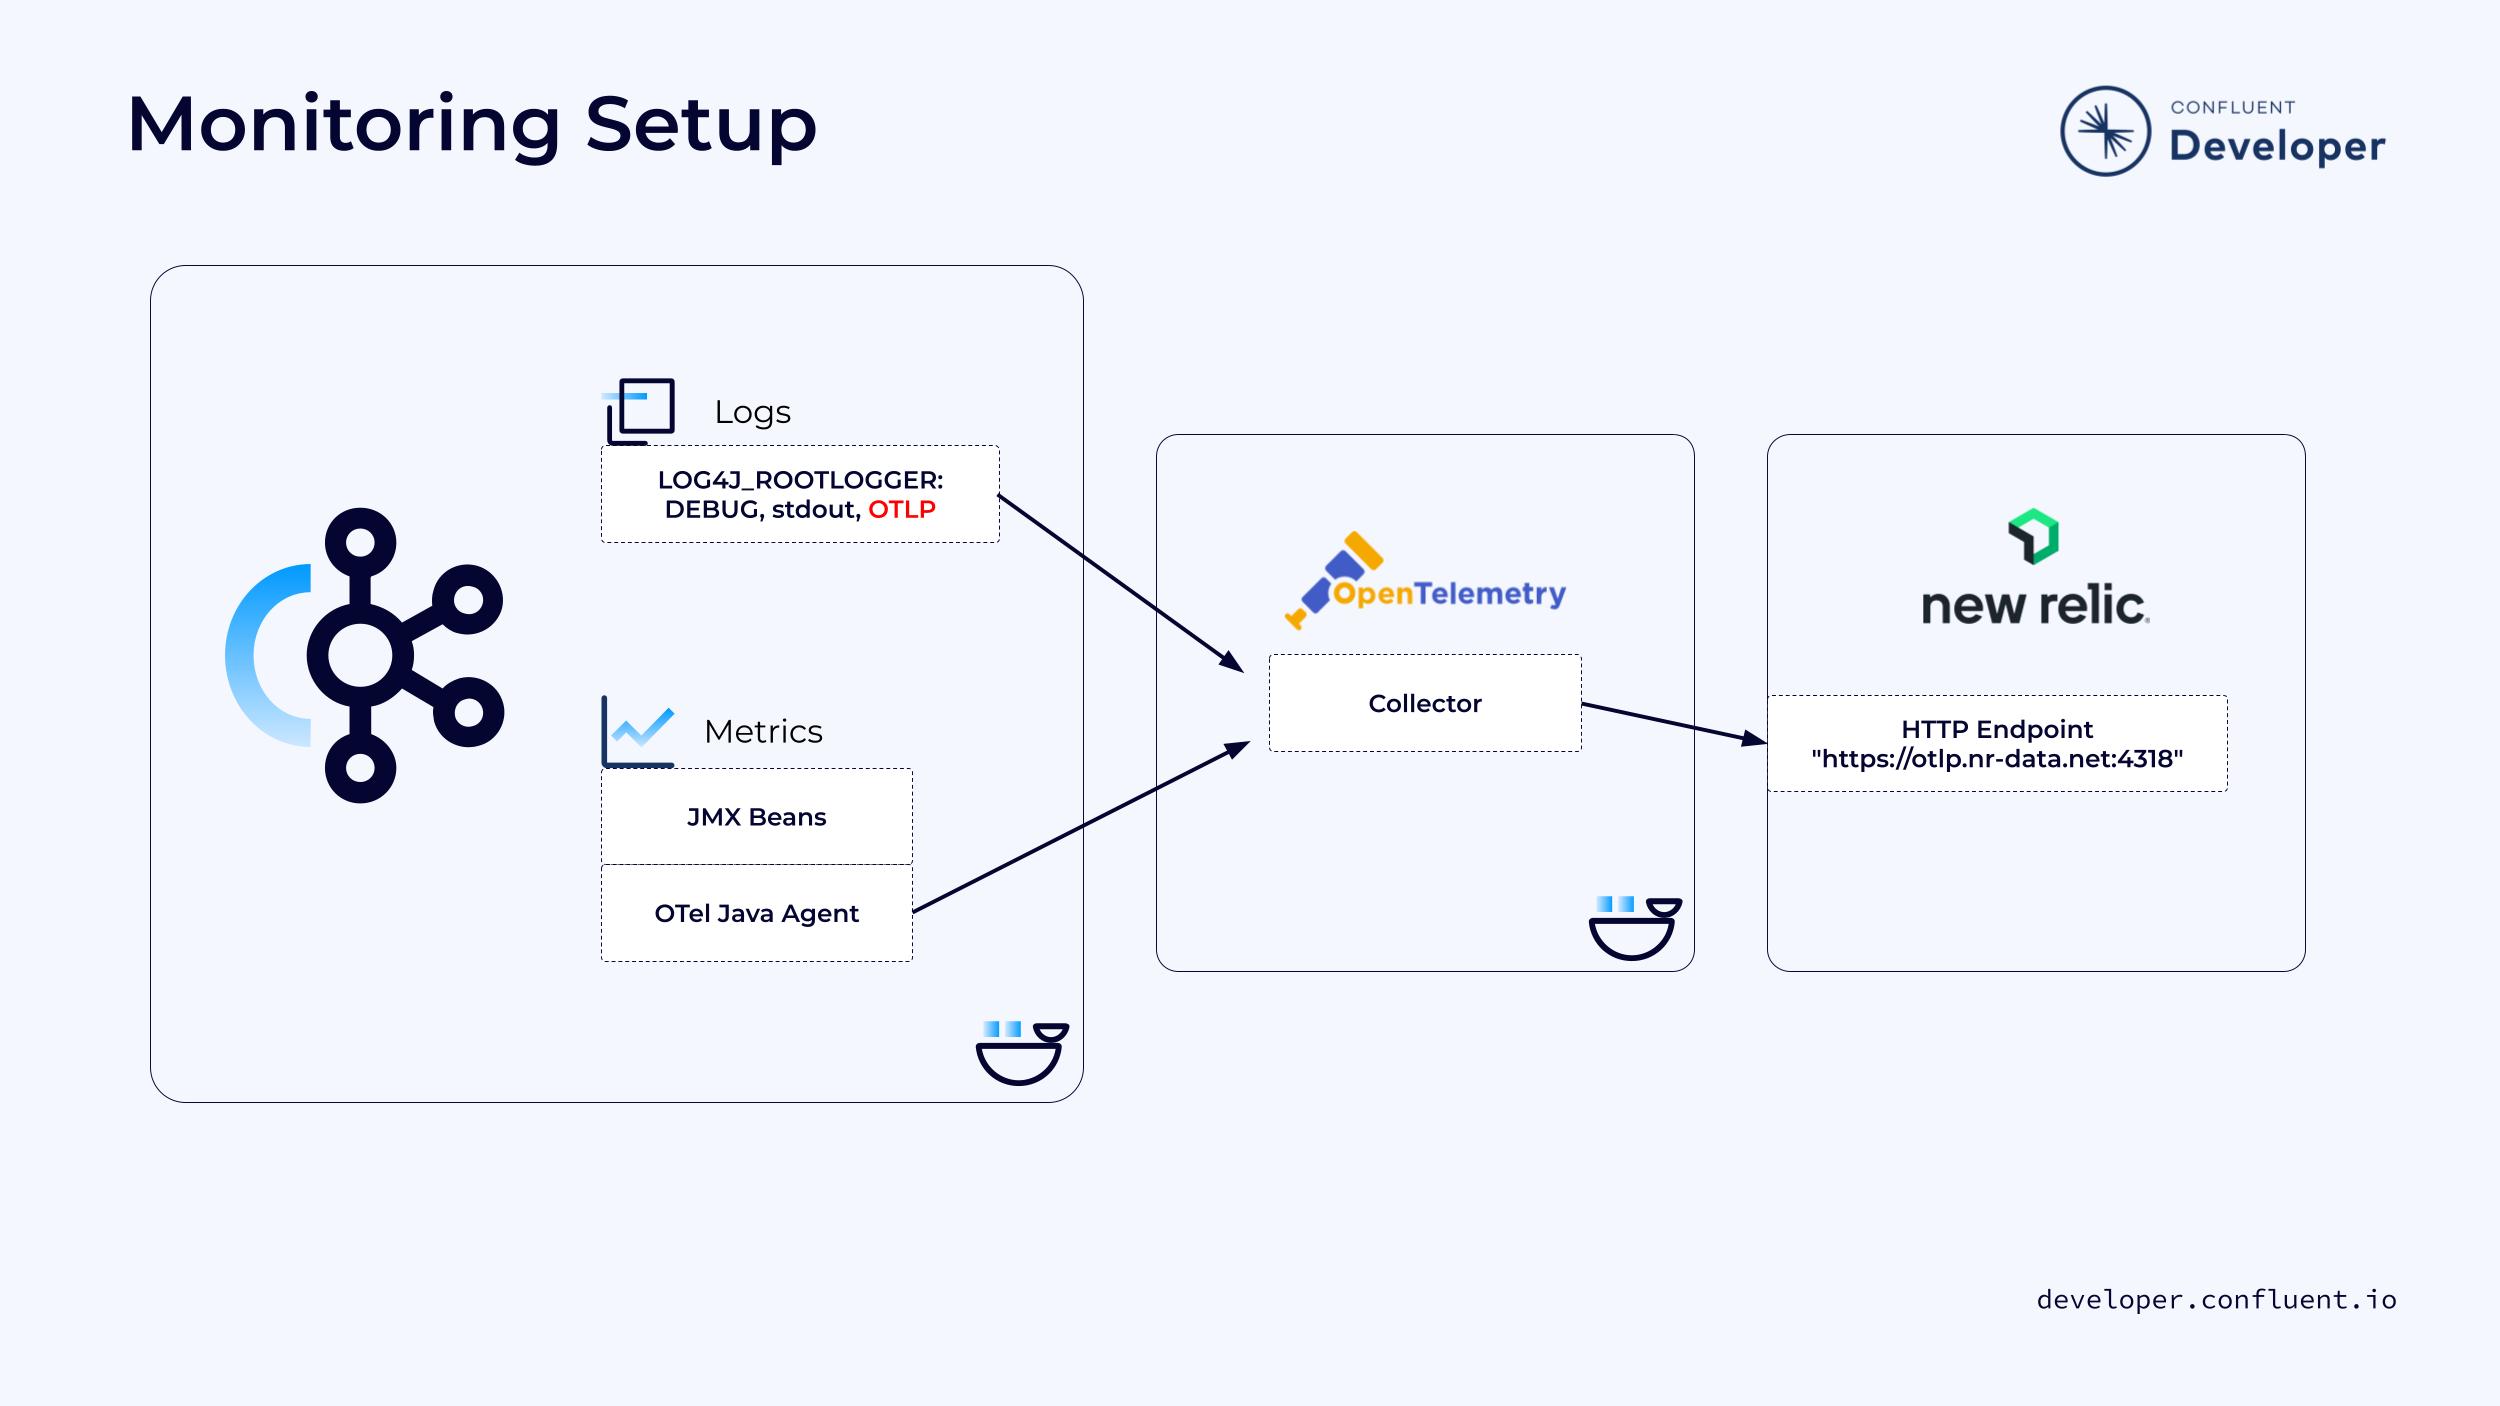 Monitoring Setup
CONFLUENT
Developer
Logs
LOG4J_ROOTLOGGER:
DEBUG, stdout, OTLP
Metrics
JMX Beans
OTel Java Agent
OpenTelemetry
Collector
new relic
HTTP Endpoint
"https://otlp.nr-data.net:4318"
developer.confluent.io